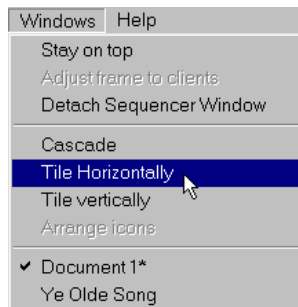 Windows Help
Stay on top
Adjust frame to clients
Detach Sequencer Window
Cascade
Tile Horizontally
Tile vertically
Arrange icons
✔ Document 1*
Ye Olde Song